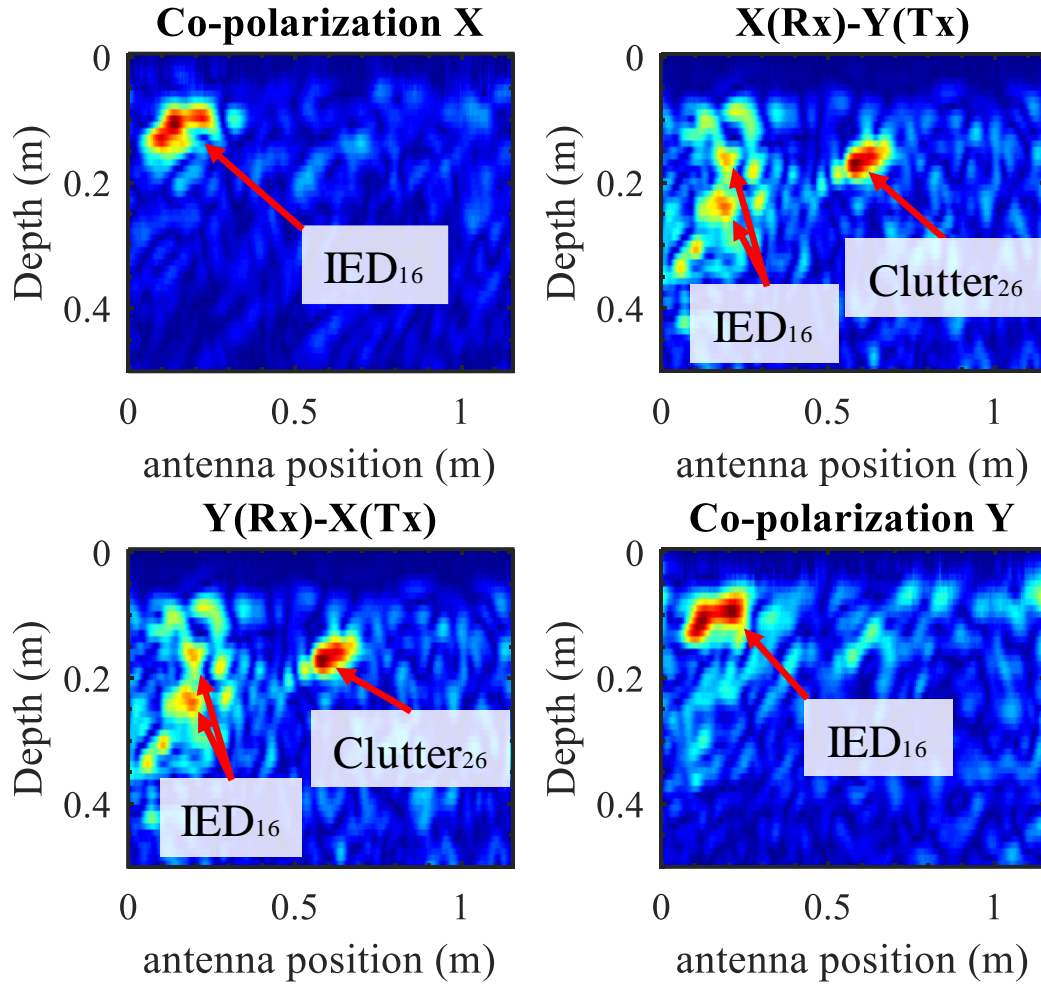 Co-polarization X
0
0.2
0.4
Depth (m)
IED16
0
0.5
1
antenna position (m)
X(Rx)-Y(Tx)
0
0.2
0.4
Depth (m)
Clutter26
IED16
0
0.5
1
antenna position (m)
Y(Rx)-X(Tx)
0
0.2
0.4
Depth (m)
Clutter26
IED16
0
0.5
1
antenna position (m)
Co-polarization Y
0
0.2
0.4
Depth (m)
IED16
0
0.5
1
antenna position (m)